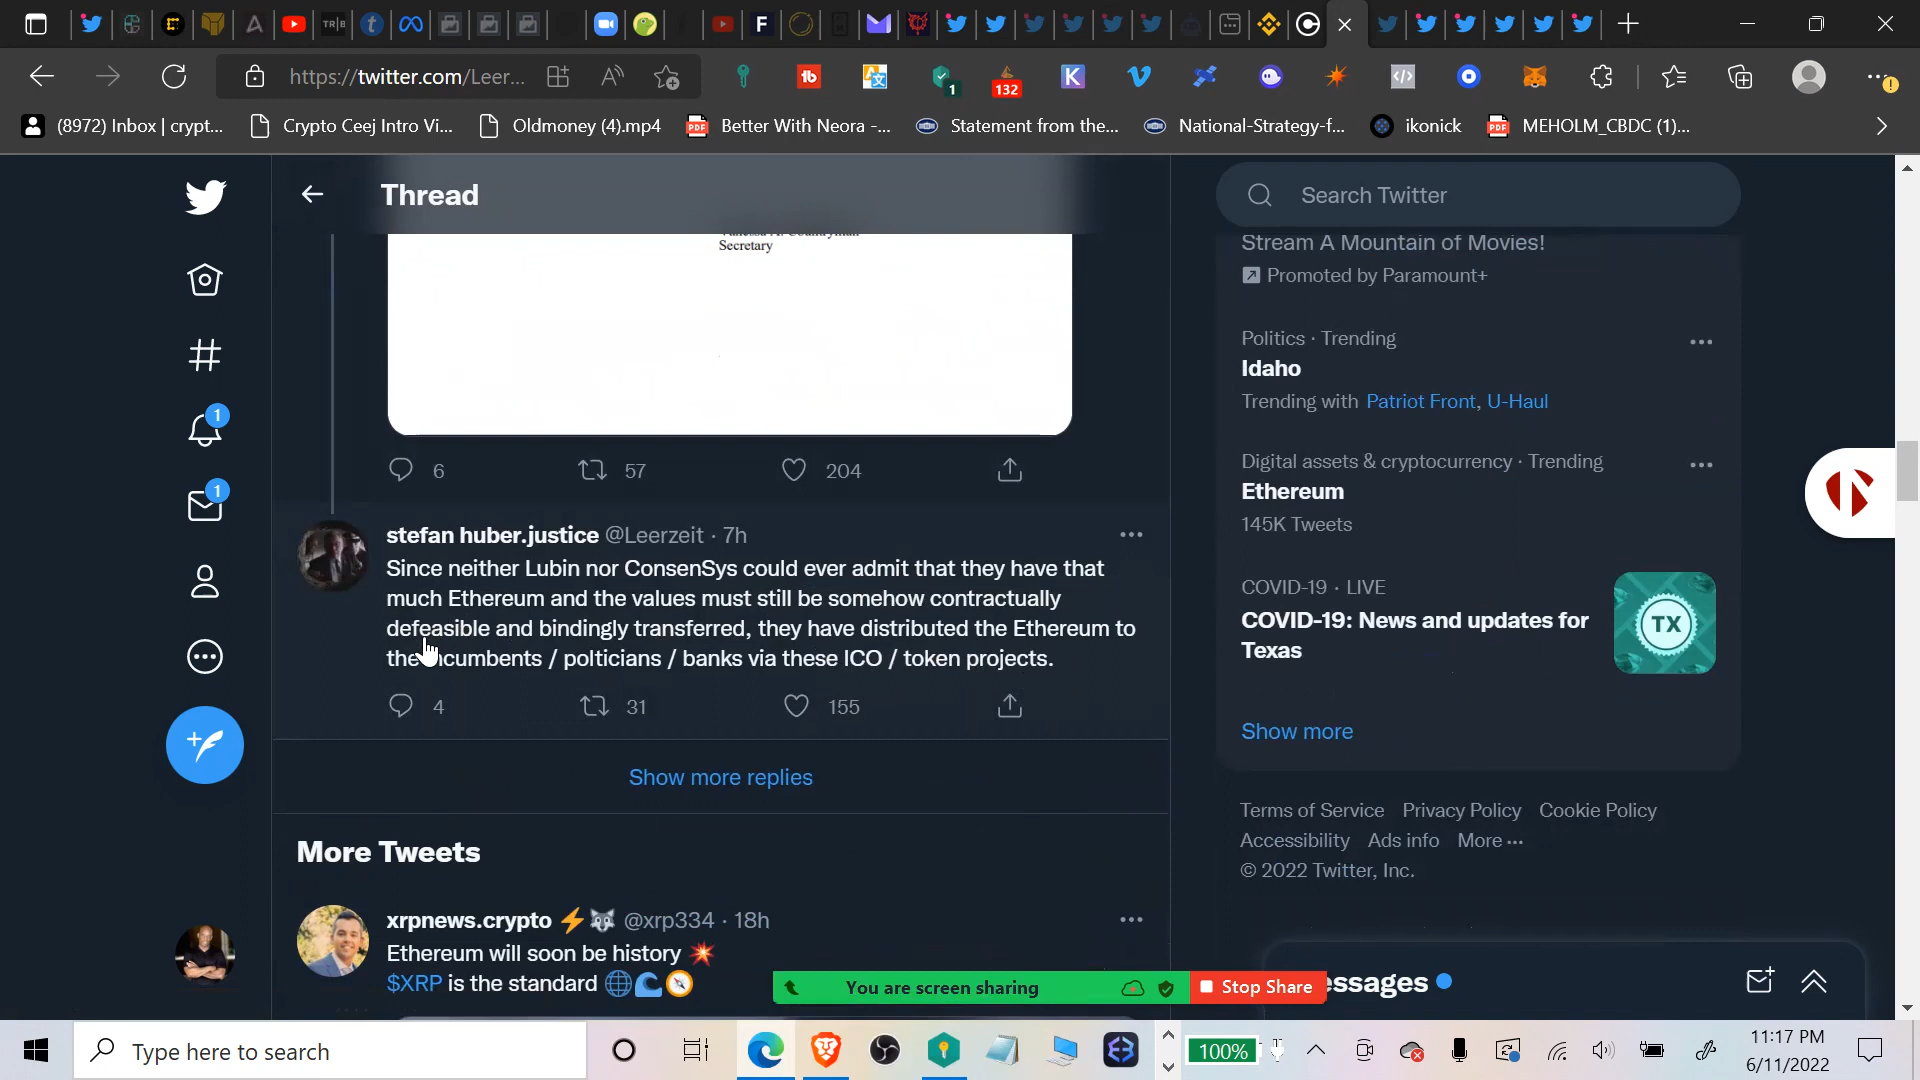 TR|B
F
https://twitter.com/Leer...
1
132
(8972) Inbox | crypt...
Crypto Ceej Intro Vi...
Oldmoney (4).mp4
Better With Neora -...
Statement from the...
National-Strategy-f...
ikonick
MEHOLM_CBDC (1)...
Thread
Secretary
6
57
204
stefan huber.justice @Leerzeit · 7h
Since neither Lubin nor ConsenSys could ever admit that they have that
much Ethereum and the values must still be somehow contractually
defeasible and bindingly transferred, they have distributed the Ethereum to
the incumbents / polticians / banks via these ICO / token projects.
4
31
155
Show more replies
More Tweets
xrpnews.crypto ⚡🐺 @xrp334 · 18h
Ethereum will soon be history 💥
$XRP is the standard 🌐🌊🧭
1
1
Search Twitter
Stream A Mountain of Movies!
Promoted by Paramount+
Politics · Trending
Idaho
Trending with Patriot Front, U-Haul
Digital assets & cryptocurrency · Trending
Ethereum
145K Tweets
COVID-19 · LIVE
COVID-19: News and updates for
Texas
TX
Show more
Terms of Service Privacy Policy Cookie Policy
Accessibility Ads info More ···
© 2022 Twitter, Inc.
essages
You are screen sharing
Stop Share
Type here to search
100%
11:17 PM
6/11/2022